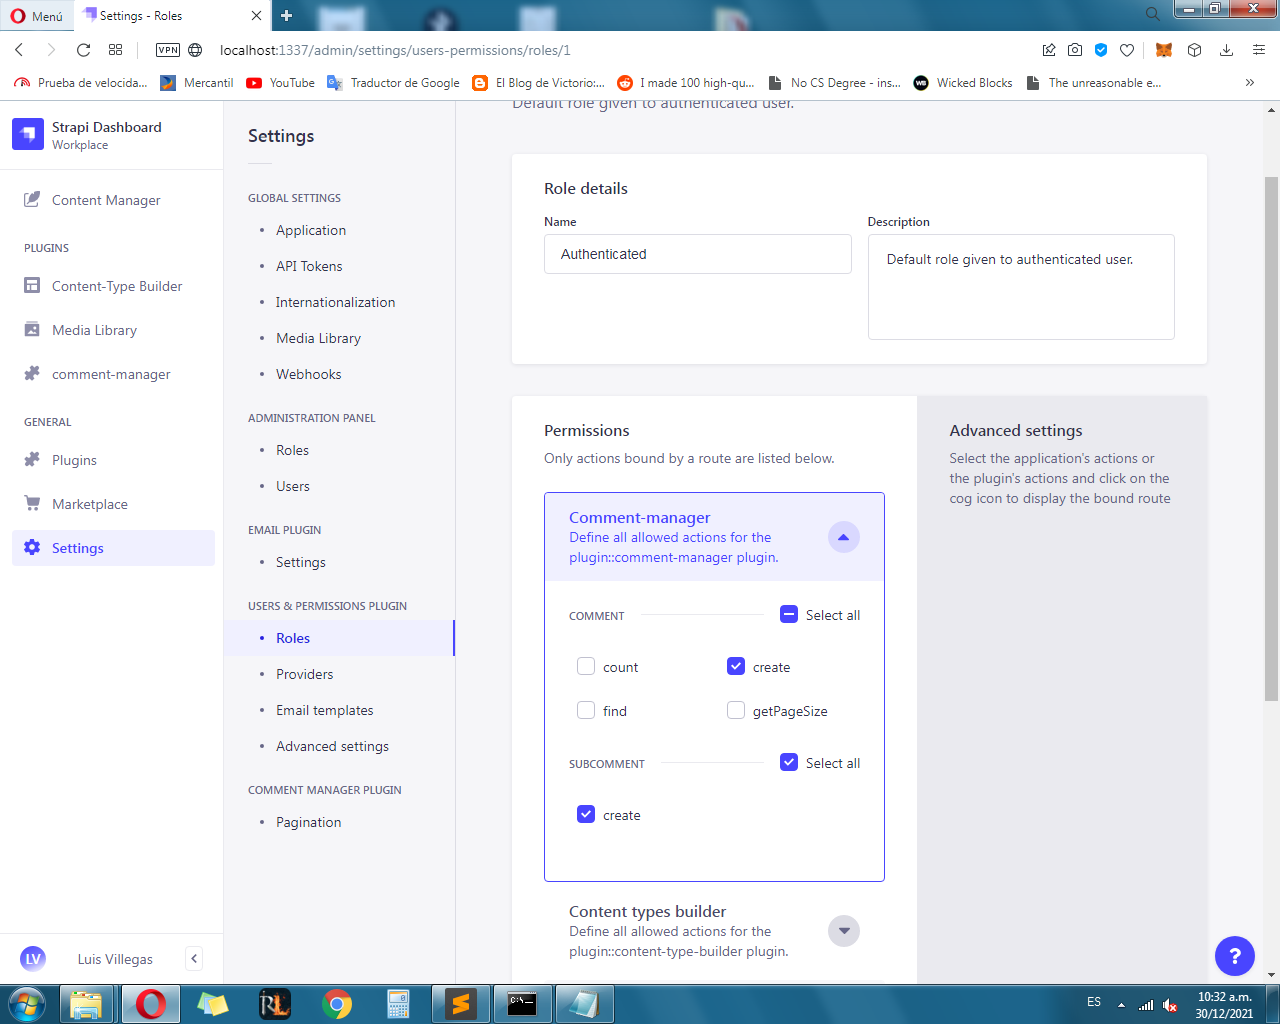 Menú
Settings - Roles
VPN
localhost:1337/admin/settings/users-permissions/roles/1
Prueba de velocida...
Mercantil
YouTube
Traductor de Google
El Blog de Victorio:...
I made 100 high-qu...
No CS Degree - ins...
Wicked Blocks
The unreasonable e...
Strapi Dashboard
Workplace
Content Manager
PLUGINS
Content-Type Builder
Media Library
comment-manager
GENERAL
Plugins
Marketplace
Settings
LV
Luis Villegas
Settings
GLOBAL SETTINGS
Application
API Tokens
Internationalization
Media Library
Webhooks
ADMINISTRATION PANEL
Roles
Users
EMAIL PLUGIN
Settings
USERS & PERMISSIONS PLUGIN
Roles
Providers
Email templates
Advanced settings
COMMENT MANAGER PLUGIN
Pagination
Default role given to authenticated user.
Role details
Name
Authenticated
Description
Default role given to authenticated user.
Permissions
Only actions bound by a route are listed below.
Comment-manager
Define all allowed actions for the
plugin::comment-manager plugin.
COMMENT
Select all
count
create
find
getPageSize
SUBCOMMENT
Select all
create
Content types builder
Define all allowed actions for the
plugin::content-type-builder plugin.
Advanced settings
Select the application's actions or
the plugin's actions and click on the
cog icon to display the bound route
?
RL
C:\_
ES
10:32 a.m.
30/12/2021